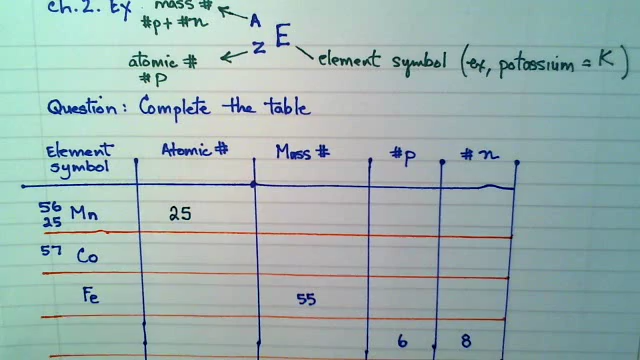 Ch. 2. Ex. mass #
#p + #n
A
Z E
atomic #
#p
element symbol (ex, potassium = K)
Question: Complete the table
Element symbol Atomic # Mass # #p #n
56 25 Mn 25
57 Co
Fe 55
6 8